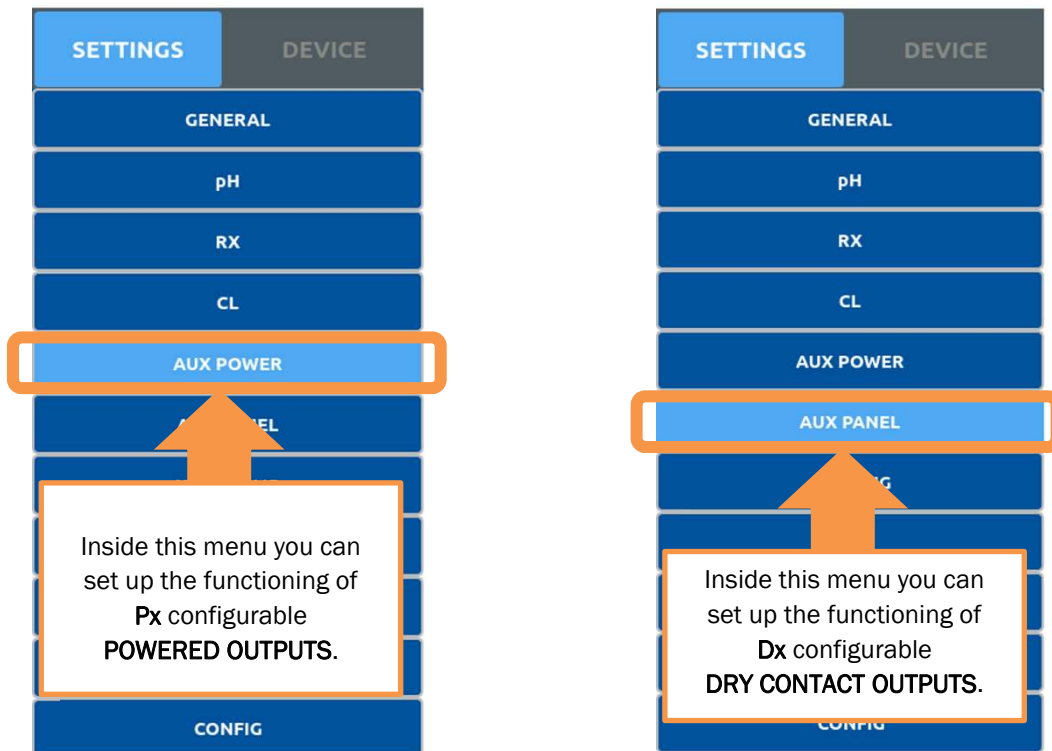 SETTINGS DEVICE
GENERAL
pH
RX
CL
AUX POWER
Inside this menu you can
set up the functioning of
Px configurable
POWERED OUTPUTS.
CONFIG
SETTINGS DEVICE
GENERAL
pH
RX
CL
AUX POWER
AUX PANEL
Inside this menu you can
set up the functioning of
Dx configurable
DRY CONTACT OUTPUTS.
CONFIG